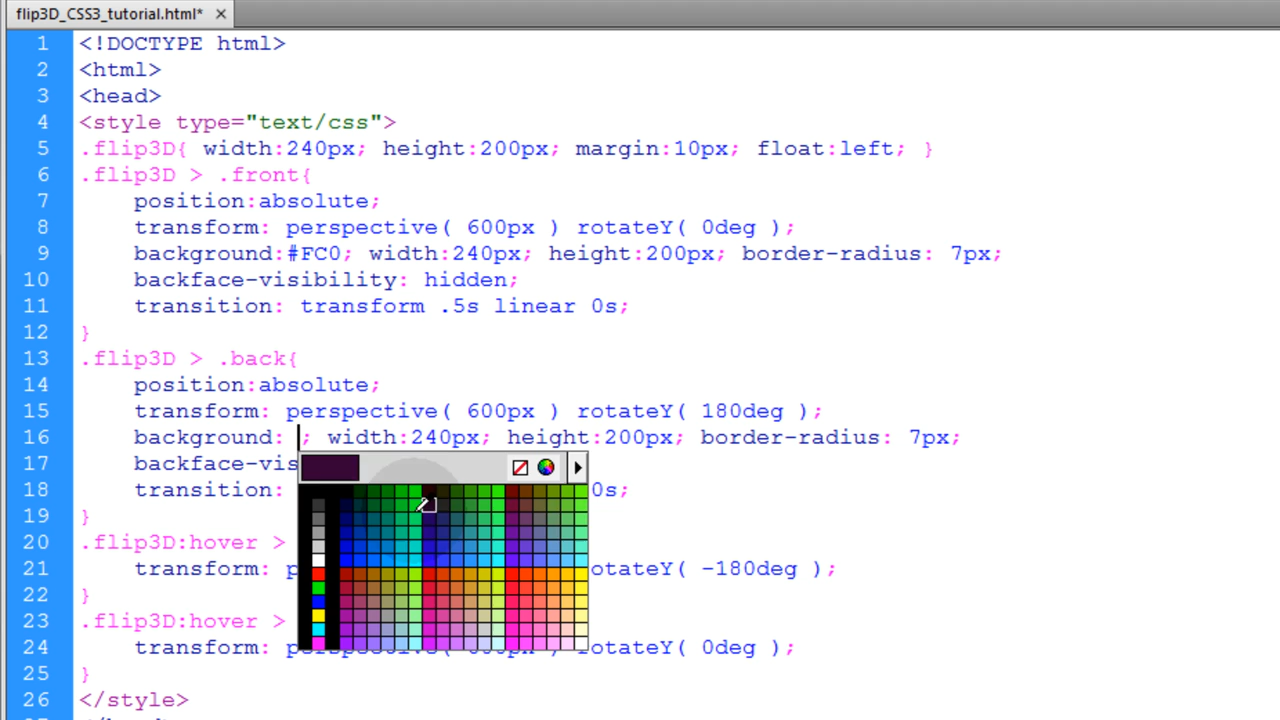 flip3D_CSS3_tutorial.html*
1 <!DOCTYPE html>
2 <html>
3 <head>
4 <style type="text/css">
5 .flip3D{ width:240px; height:200px; margin:10px; float:left; }
6 .flip3D > .front{
7 position:absolute;
8 transform: perspective( 600px ) rotateY( 0deg );
9 background:#FC0; width:240px; height:200px; border-radius: 7px;
10 backface-visibility: hidden;
11 transition: transform .5s linear 0s;
12 }
13 .flip3D > .back{
14 position:absolute;
15 transform: perspective( 600px ) rotateY( 180deg );
16 background: ; width:240px; height:200px; border-radius: 7px;
17 backface-vis
18 transition: 0s;
19 }
20 .flip3D:hover >
21 transform: p otateY( -180deg );
22 }
23 .flip3D:hover >
24 transform: otateY( 0deg );
25 }
26 </style>